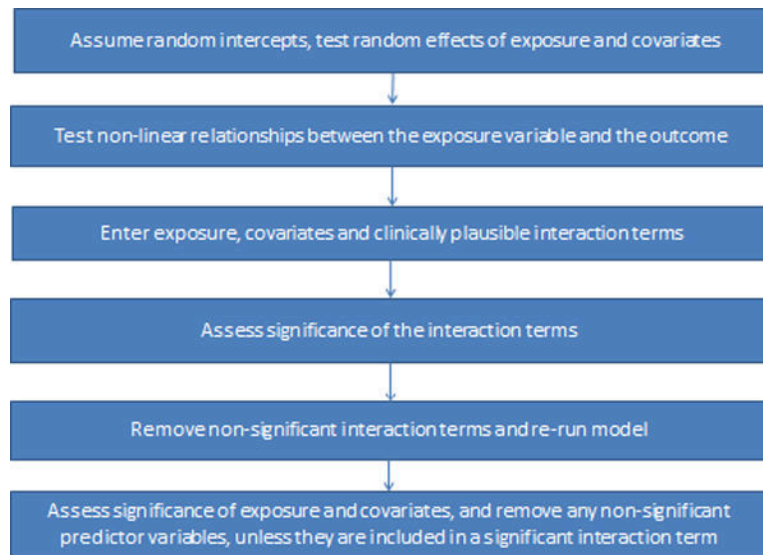 Assume random intercepts, test random effects of exposure and covariates
Test non-linear relationships between the exposure variable and the outcome
Enter exposure, covariates and clinically plausible interaction terms
Assess significance of the interaction terms
Remove non-significant interaction terms and re-run model
Assess significance of exposure and covariates, and remove any non-significant
predictor variables, unless they are included in a significant interaction term